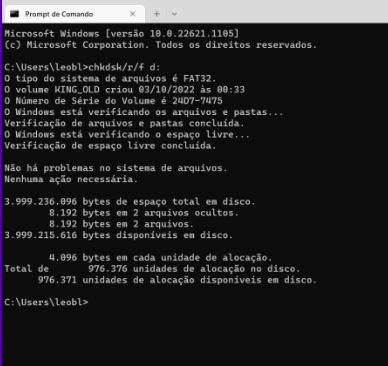 Prompt de Comando
Microsoft Windows [versão 10.0.22621.1105]
(c) Microsoft Corporation. Todos os direitos reservados.
C:\Users\leobl>chkdsk/r/f d:
O tipo do sistema de arquivos é FAT32.
O volume KING_OLD criou 03/10/2022 às 00:33
O Número de Série do Volume é 24D7-7475
O Windows está verificando os arquivos e pastas...
Verificação de arquivos e pastas concluída.
O Windows está verificando o espaço livre...
Verificação de espaço livre concluída.
Não há problemas no sistema de arquivos.
Nenhuma ação necessária.
3.999.236.096 bytes de espaço total em disco.
8.192 bytes em 2 arquivos ocultos.
8.192 bytes em 2 arquivos.
3.999.215.616 bytes disponíveis em disco.
4.096 bytes em cada unidade de alocação.
Total de 976.376 unidades de alocação no disco.
976.371 unidades de alocação disponíveis em disco.
C:\Users\leobl>